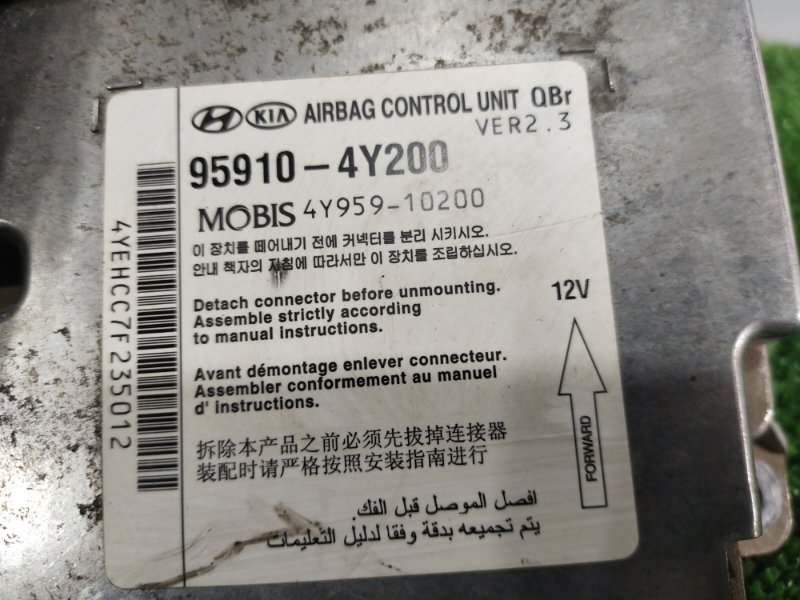 KIA AIRBAG CONTROL UNIT QBr
VER2.3
95910-4Y200
MOBIS 4Y959-10200
이 장치를 떼어내기 전에 커넥터를 분리 시키시오.
안내 책자의 지침에 따라서만 이 장치를 조립하십시오.
Detach connector before unmounting.
Assemble strictly according
to manual instructions.
12V
Avant démontage enlever connecteur.
Assembler conformement au manuel
d' instructions.
FORWARD
拆除本产品之前必须先拔掉连接器
装配时请严格按照安装指南进行
افصل الموصل قبل الفك.
يتم تجميعه بدقة وفقا لدليل التعليمات
4YEHCC7F235012